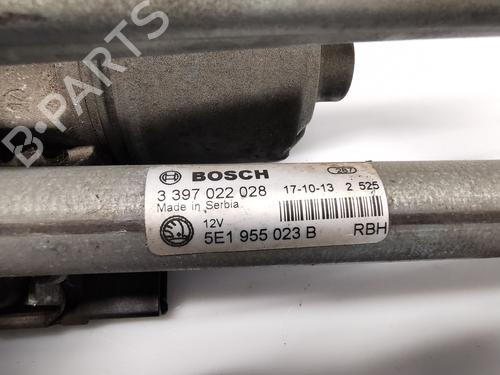 B-PARTS
BOSCH
287
3 397 022 028
17-10-13 2 525
Made in Serbia
12V
5E1 955 023 B
RBH